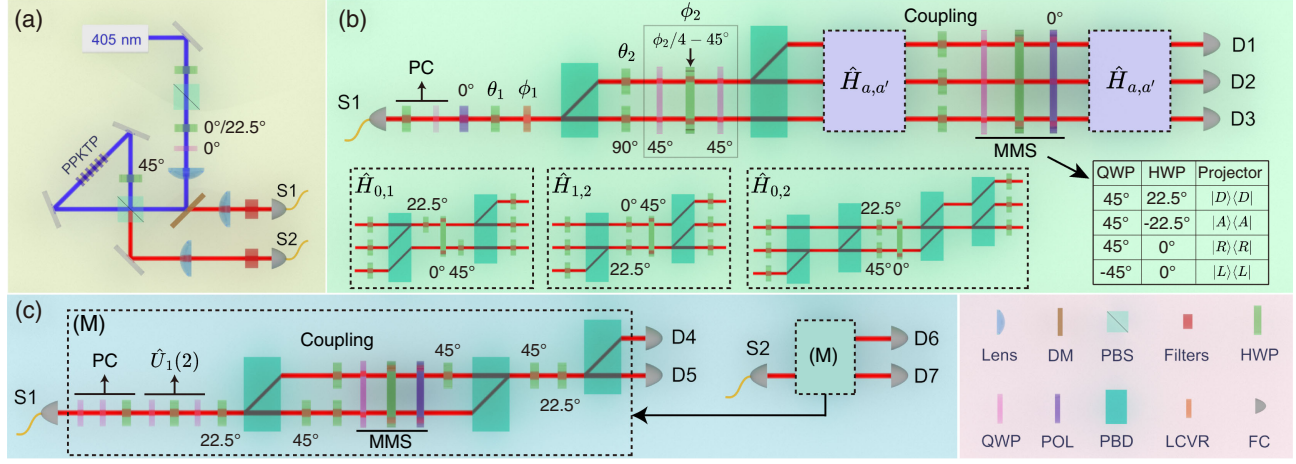 (a)
405 nm
0°/22.5°
0°
45°
PPKTP
S1
S2
(b)
S1
PC
0°
θ₁
ϕ₁
θ₂
90°
45°
45°
ϕ₂
ϕ₂/4 − 45°
Ĥₐ,ₐ′
Coupling
0°
MMS
Ĥₐ,ₐ′
D1
D2
D3
Ĥ₀,₁
22.5°
0° 45°
Ĥ₁,₂
0° 45°
22.5°
Ĥ₀,₂
22.5°
45° 0°
QWP HWP Projector
45° 22.5° |D⟩⟨D|
45° -22.5° |A⟩⟨A|
45° 0° |R⟩⟨R|
-45° 0° |L⟩⟨L|
(c)
(M)
S1
PC
Û₁(2)
22.5°
45°
Coupling
MMS
45°
45°
22.5°
D4
D5
S2
(M)
D6
D7
Lens DM PBS Filters HWP
QWP POL PBD LCVR FC